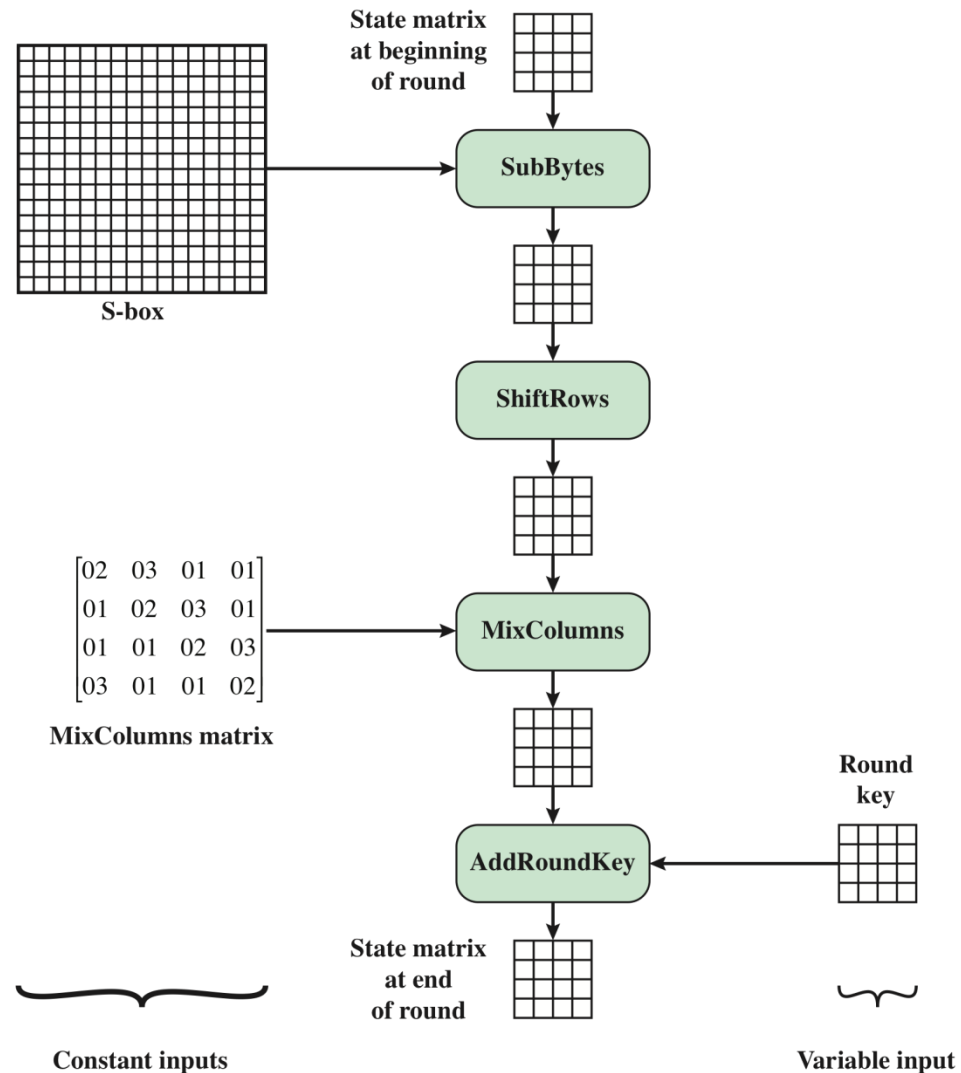 State matrix
at beginning
of round
SubBytes
S-box
ShiftRows
02 03 01 01
01 02 03 01
01 01 02 03
03 01 01 02
MixColumns
MixColumns matrix
Round
key
AddRoundKey
State matrix
at end
of round
Constant inputs
Variable input